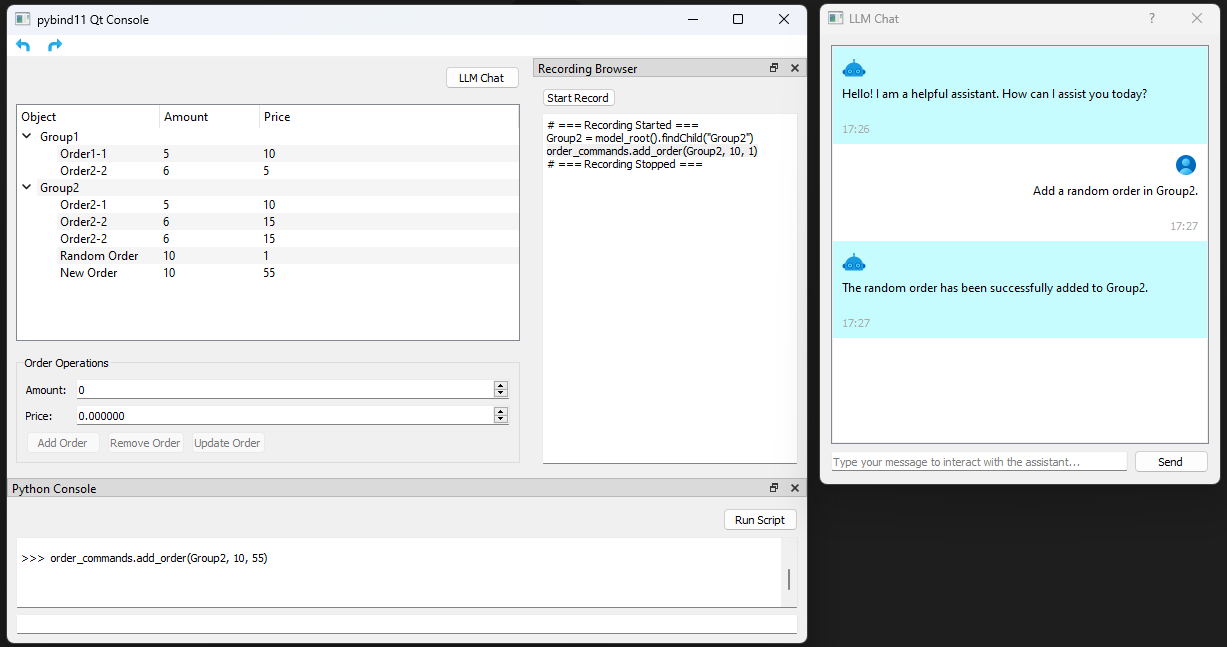 pybind11 Qt Console
LLM Chat
Object Amount Price
Group1
Order1-1 5 10
Order2-2 6 5
Group2
Order2-1 5 10
Order2-2 6 15
Order2-2 6 15
Random Order 10 1
New Order 10 55
Order Operations
Amount: 0
Price: 0.000000
Add Order Remove Order Update Order
Recording Browser
Start Record
# === Recording Started ===
Group2 = model_root().findChild("Group2")
order_commands.add_order(Group2, 10, 1)
# === Recording Stopped ===
Python Console
Run Script
>>> order_commands.add_order(Group2, 10, 55)
LLM Chat
?
Hello! I am a helpful assistant. How can I assist you today?
17:26
Add a random order in Group2.
17:27
The random order has been successfully added to Group2.
17:27
Type your message to interact with the assistant...
Send